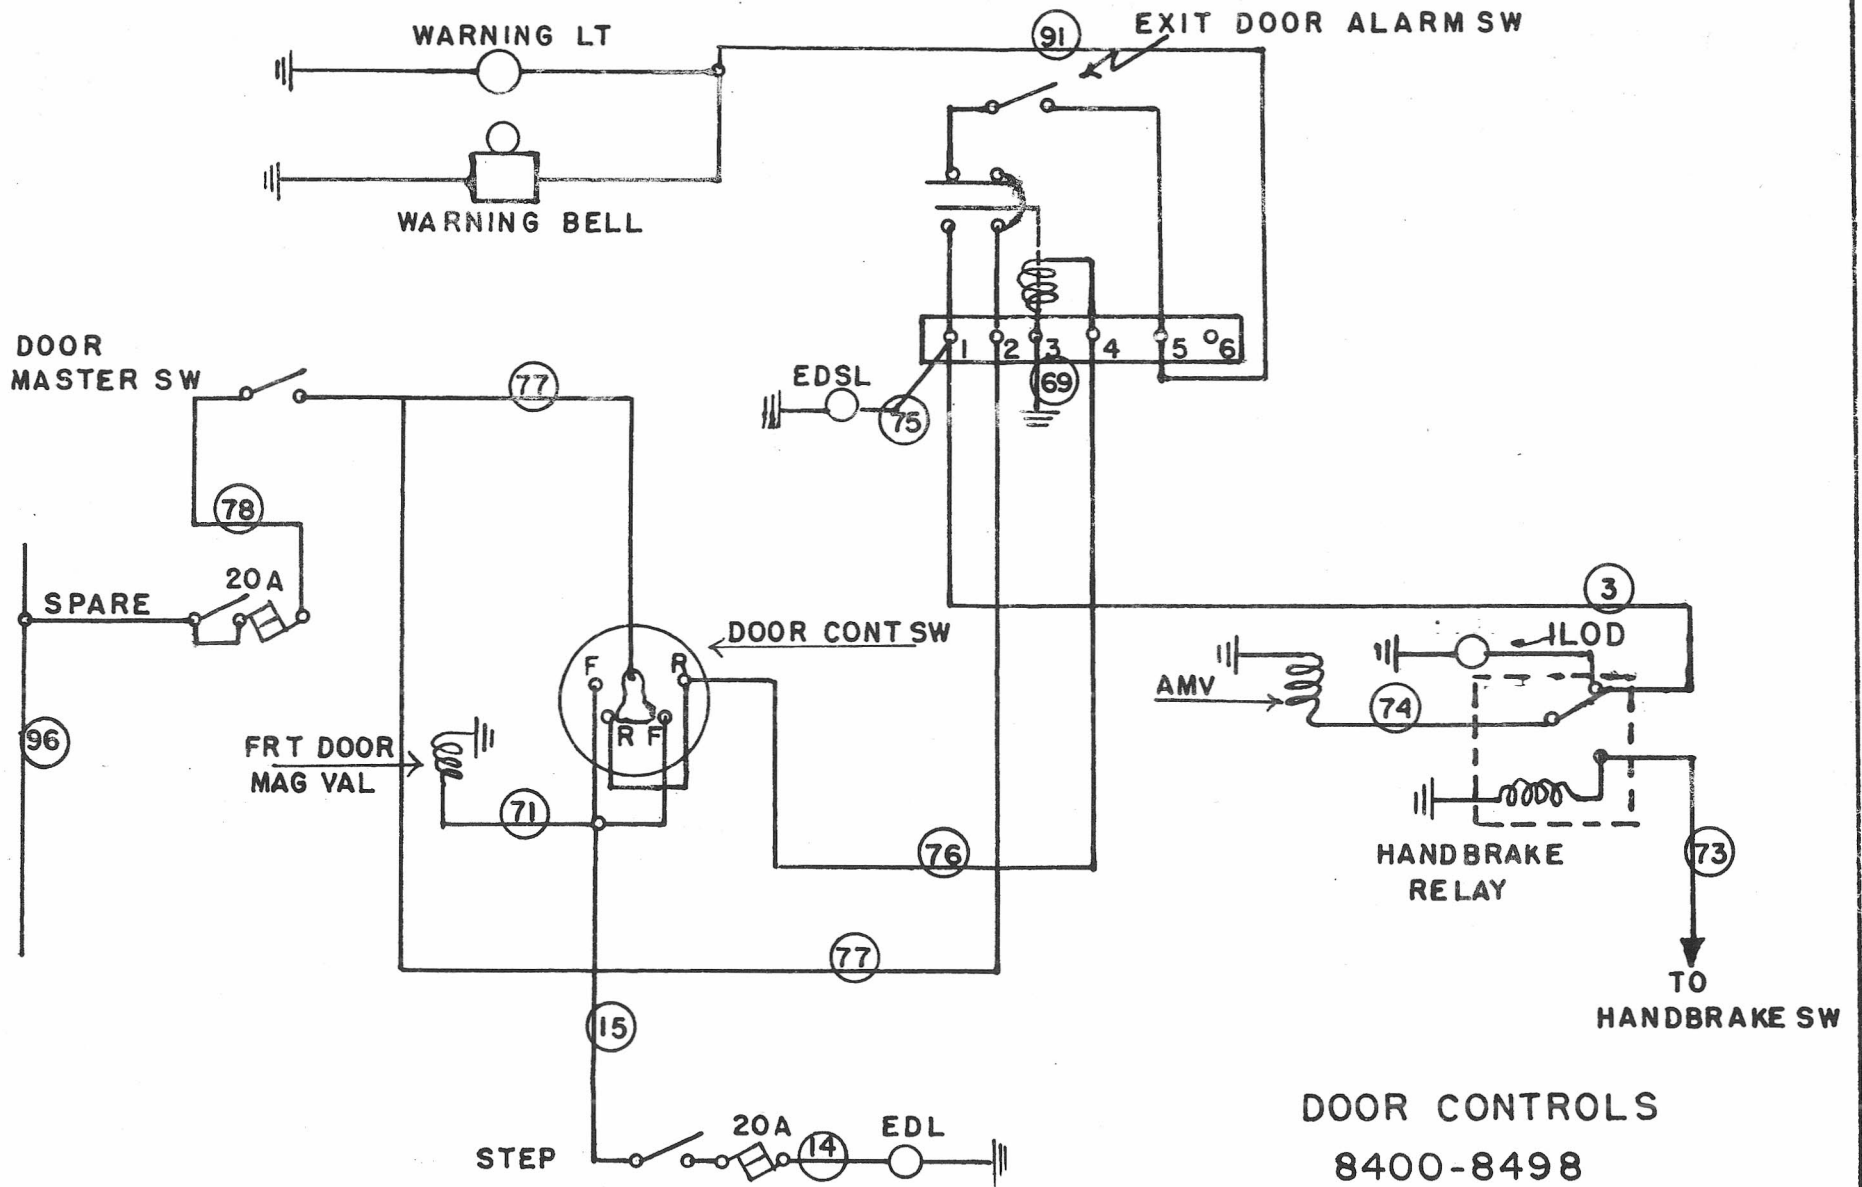 WARNING LT
91
EXIT DOOR ALARM SW
WARNING BELL
DOOR
MASTER SW
77
1 2 3 4 5 6
EDSL
75
69
78
20A
SPARE
96
DOOR CONT SW
F R
R F
FRT DOOR
MAG VAL
71
76
77
15
3
ILOD
AMV
74
HANDBRAKE
RELAY
73
TO
HANDBRAKE SW
STEP
20A
14
EDL
DOOR CONTROLS
8400-8498